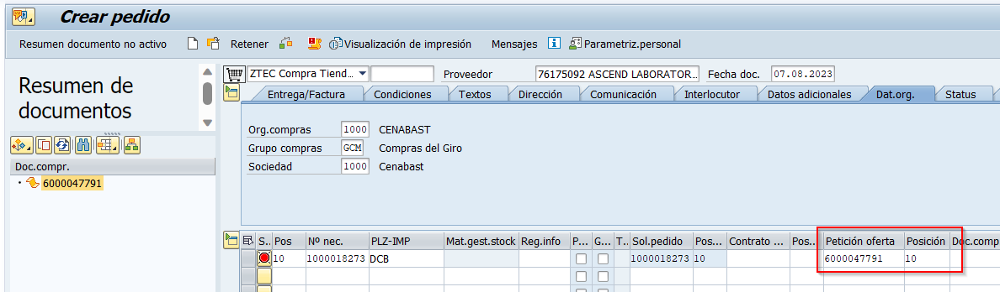 Crear pedido
Resumen documento no activo Retener Visualización de impresión Mensajes Parametriz.personal
Resumen de
documentos
Doc.compr.
6000047791
ZTEC Compra Tiend... Proveedor 76175092 ASCEND LABORATOR... Fecha doc. 07.08.2023
Entrega/Factura Condiciones Textos Dirección Comunicación Interlocutor Datos adicionales Dat.org. Status
Org.compras 1000 CENABAST
Grupo compras GCM Compras del Giro
Sociedad 1000 Cenabast
S.. Pos Nº nec. PLZ-IMP Mat.gest.stock Reg.info P... G... T.. Sol.pedido Pos... Contrato ... Pos... Petición oferta Posición Doc.comp
10 1000018273 DCB 1000018273 10 6000047791 10